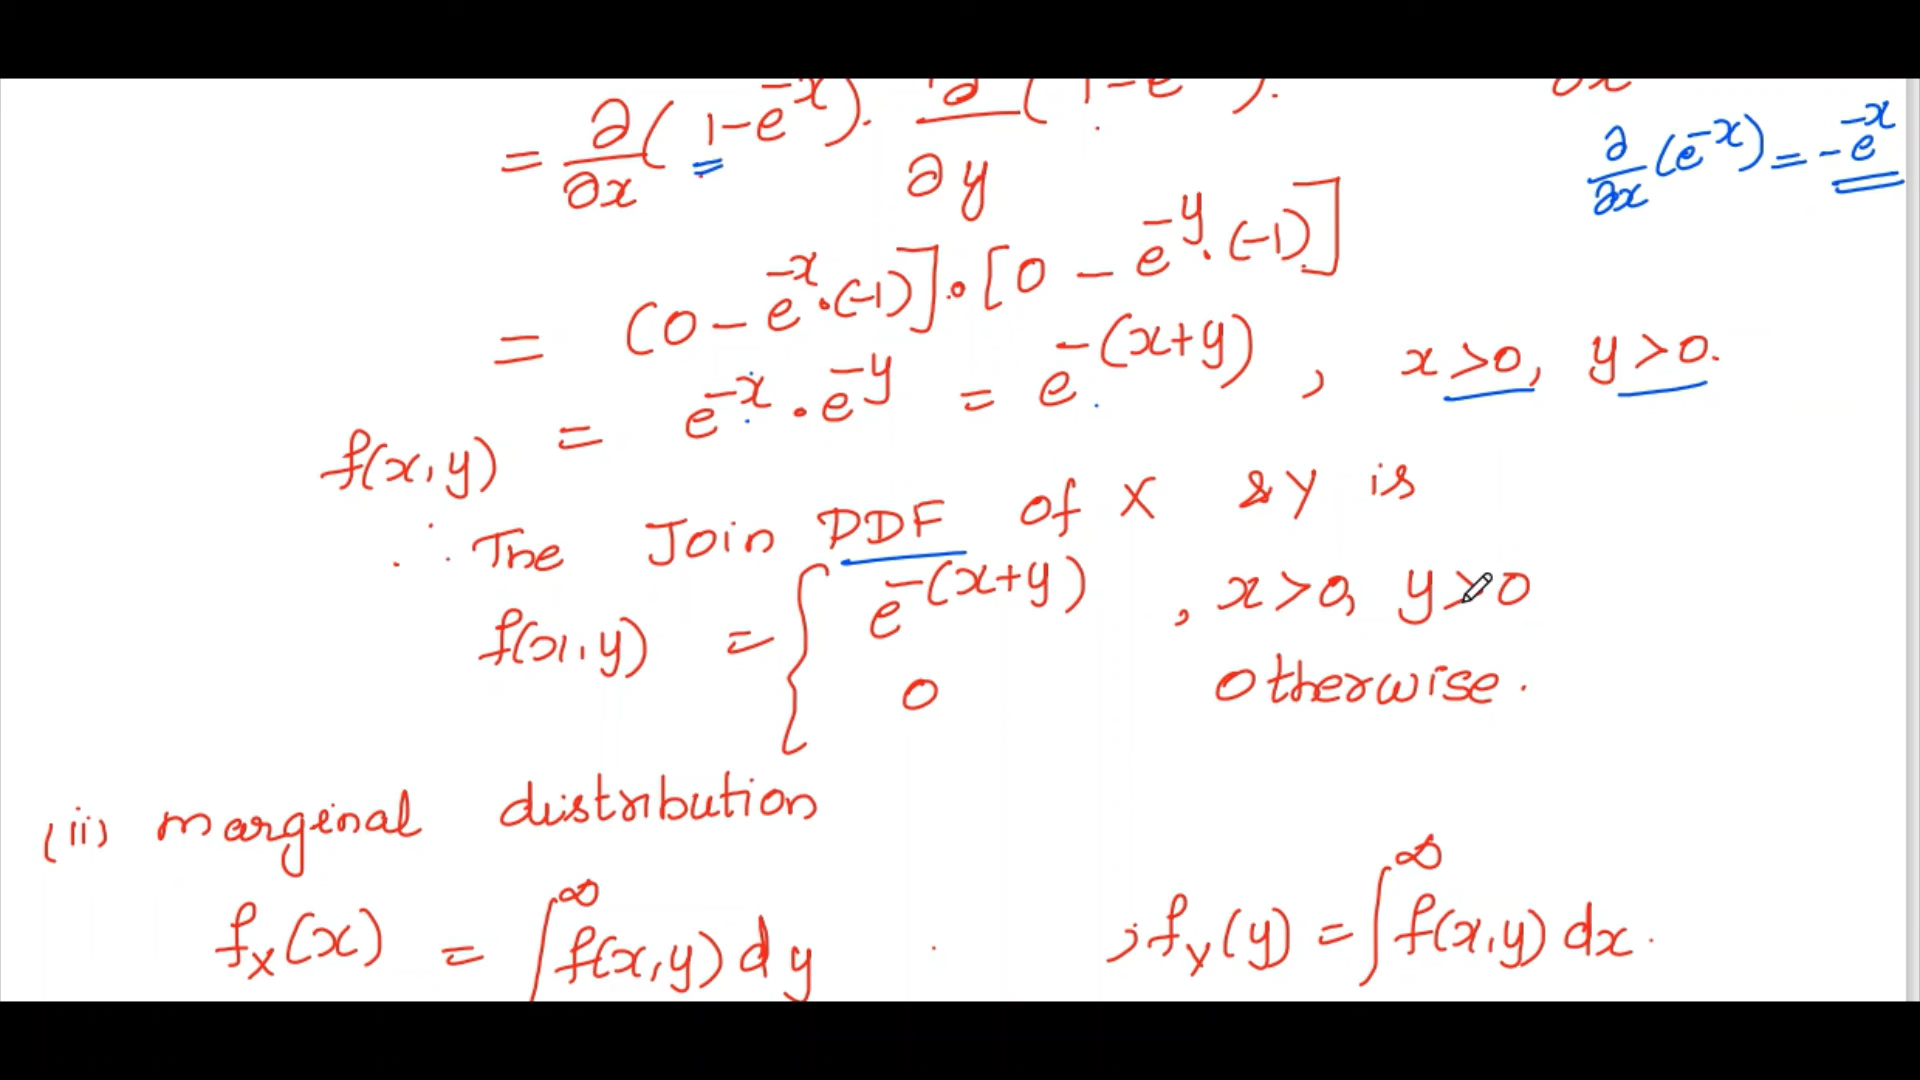 = ∂/∂x (1-e^{-x}). ∂/∂y (1-e ).
∂x
∂/∂x (e^{-x}) = -e^{-x}
= (0 - e^{-x}.(-1)].[0 - e^{-y}.(-1)]
f(x,y) = e^{-x} . e^{-y} = e^{-(x+y)} , x>0, y>0.
∴ The Join PDF of X & Y is
f(x,y) = { e^{-(x+y)} , x>0, y>0
0 otherwise.
(ii) marginal distribution
f_X(x) = ∫^∞ f(x,y) dy ; f_Y(y) = ∫^∞ f(x,y) dx.